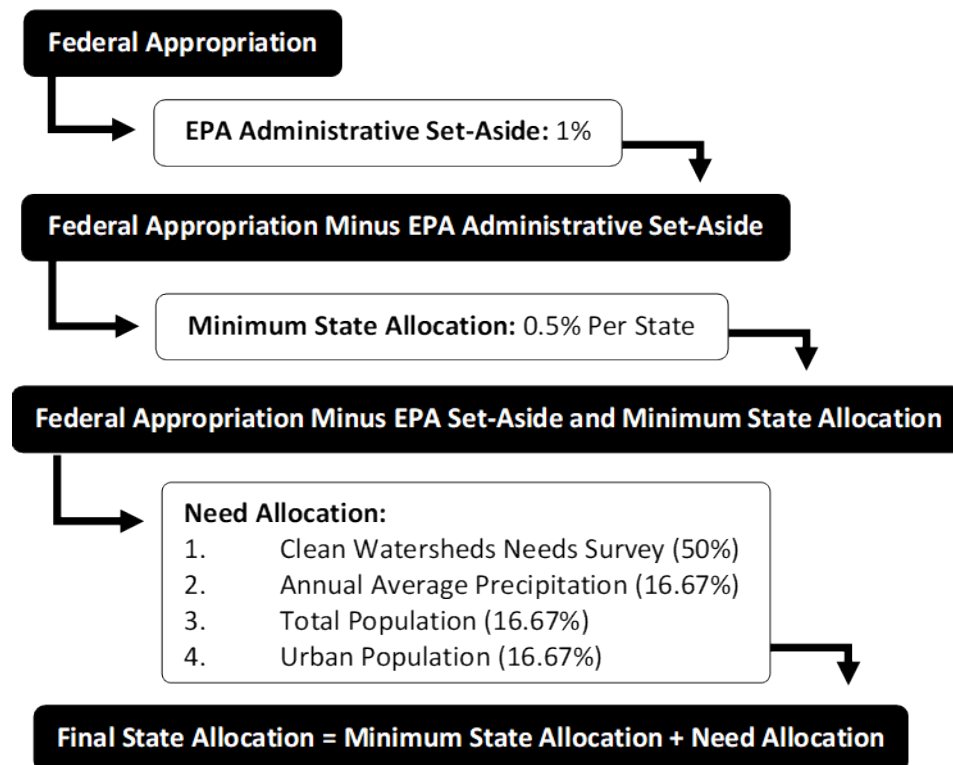 Federal Appropriation
EPA Administrative Set-Aside: 1%
Federal Appropriation Minus EPA Administrative Set-Aside
Minimum State Allocation: 0.5% Per State
Federal Appropriation Minus EPA Set-Aside and Minimum State Allocation
Need Allocation:
1. Clean Watersheds Needs Survey (50%)
2. Annual Average Precipitation (16.67%)
3. Total Population (16.67%)
4. Urban Population (16.67%)
Final State Allocation = Minimum State Allocation + Need Allocation